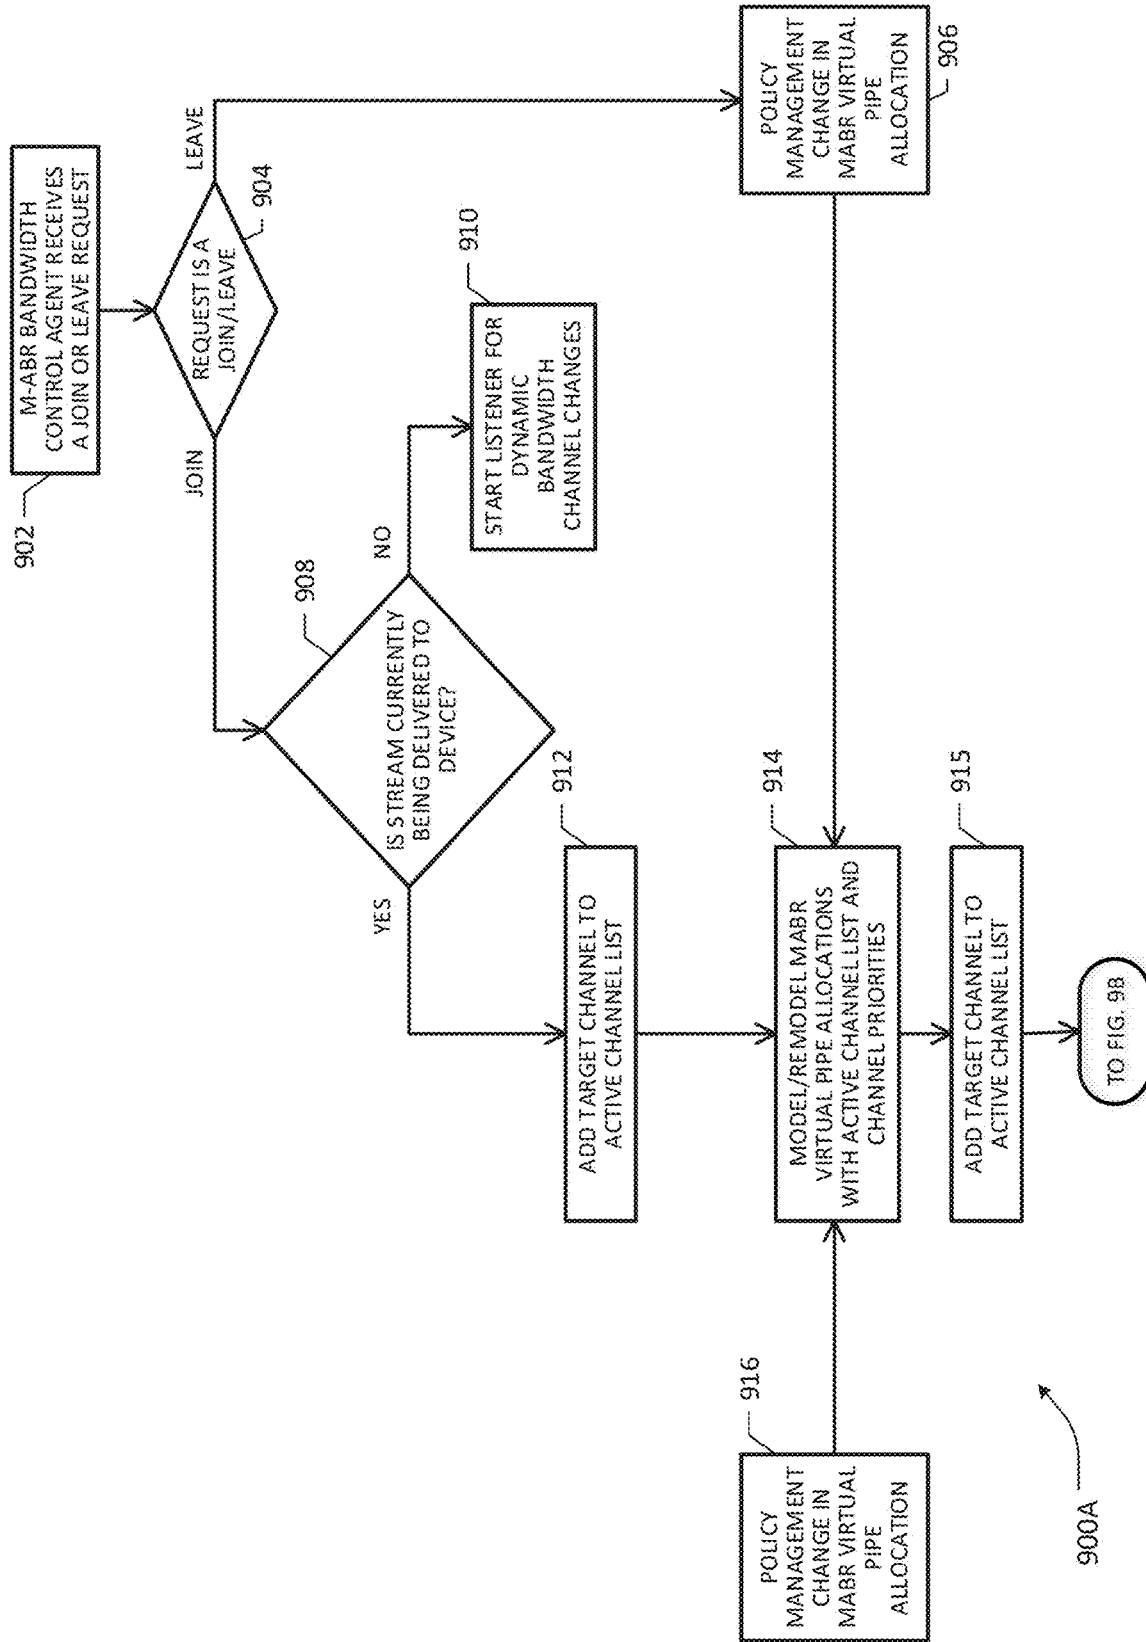 M-ABR BANDWIDTH
CONTROL AGENT RECEIVES
A JOIN OR LEAVE REQUEST
902
REQUEST IS A
JOIN/LEAVE
904
JOIN
LEAVE
IS STREAM CURRENTLY
BEING DELIVERED TO
DEVICE?
908
YES
NO
START LISTENER FOR
DYNAMIC
BANDWIDTH
CHANNEL CHANGES
910
ADD TARGET CHANNEL TO
ACTIVE CHANNEL LIST
912
POLICY
MANAGEMENT
CHANGE IN
MABR VIRTUAL
PIPE
ALLOCATION
916
MODEL/REMODEL MABR
VIRTUAL PIPE ALLOCATIONS
WITH ACTIVE CHANNEL LIST AND
CHANNEL PRIORITIES
914
POLICY
MANAGEMENT
CHANGE IN
MABR VIRTUAL
PIPE
ALLOCATION
906
ADD TARGET CHANNEL TO
ACTIVE CHANNEL LIST
915
TO FIG. 9B
900A